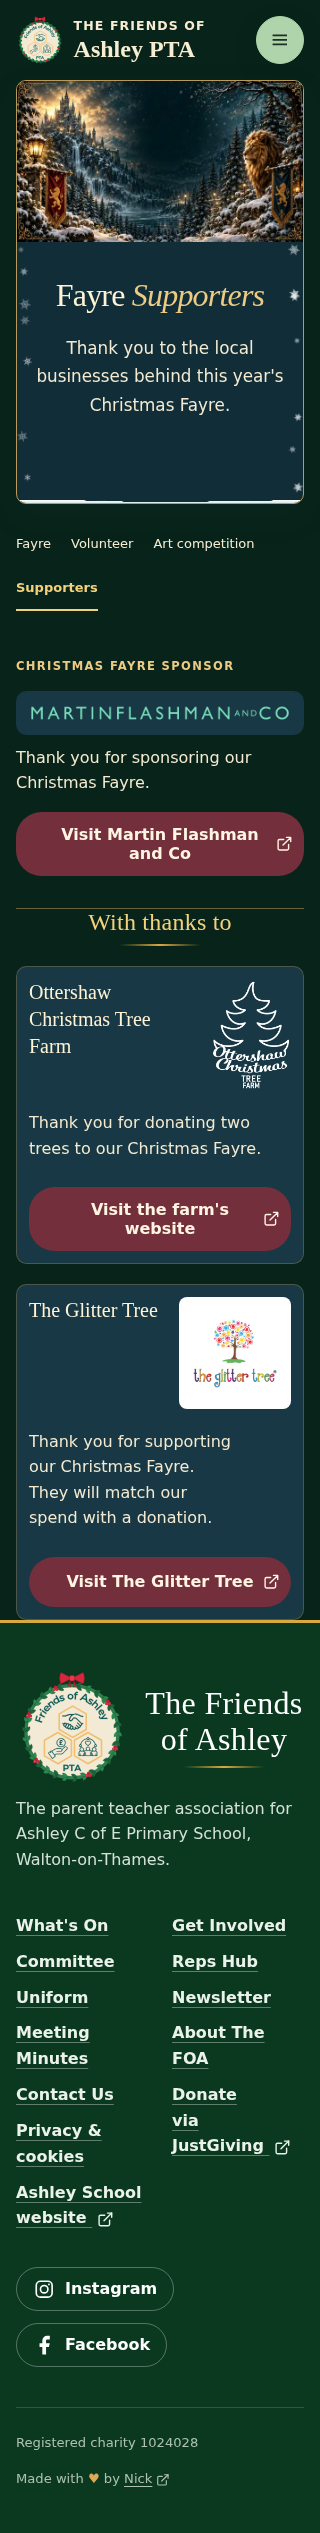 THE FRIENDS OF
Ashley PTA
Fayre Supporters
Thank you to the local
businesses behind this year's
Christmas Fayre.
Fayre Volunteer Art competition
Supporters
CHRISTMAS FAYRE SPONSOR
MARTINFLASHMANANDCO
Thank you for sponsoring our
Christmas Fayre.
Visit Martin Flashman
and Co
With thanks to
Ottershaw
Christmas Tree
Farm
Ottershaw
Christmas
TREE
FARM
Thank you for donating two
trees to our Christmas Fayre.
Visit the farm's
website
The Glitter Tree
the glitter tree
Thank you for supporting
our Christmas Fayre.
They will match our
spend with a donation.
Visit The Glitter Tree
Friends of Ashley
PTA
The Friends
of Ashley
The parent teacher association for
Ashley C of E Primary School,
Walton-on-Thames.
What's On
Committee
Uniform
Meeting
Minutes
Contact Us
Privacy &
cookies
Ashley School
website
Get Involved
Reps Hub
Newsletter
About The
FOA
Donate
via
JustGiving
Instagram
Facebook
Registered charity 1024028
Made with ♥ by Nick